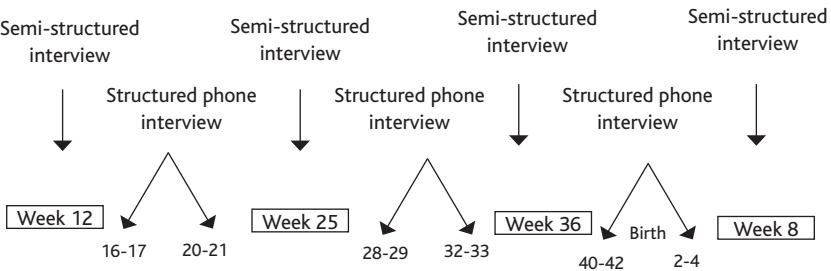 Semi-structured
interview
Semi-structured
interview
Semi-structured
interview
Semi-structured
interview
Structured phone
interview
Structured phone
interview
Structured phone
interview
Week 12
Week 25
Week 36
Week 8
16-17
20-21
28-29
32-33
40-42
Birth
2-4